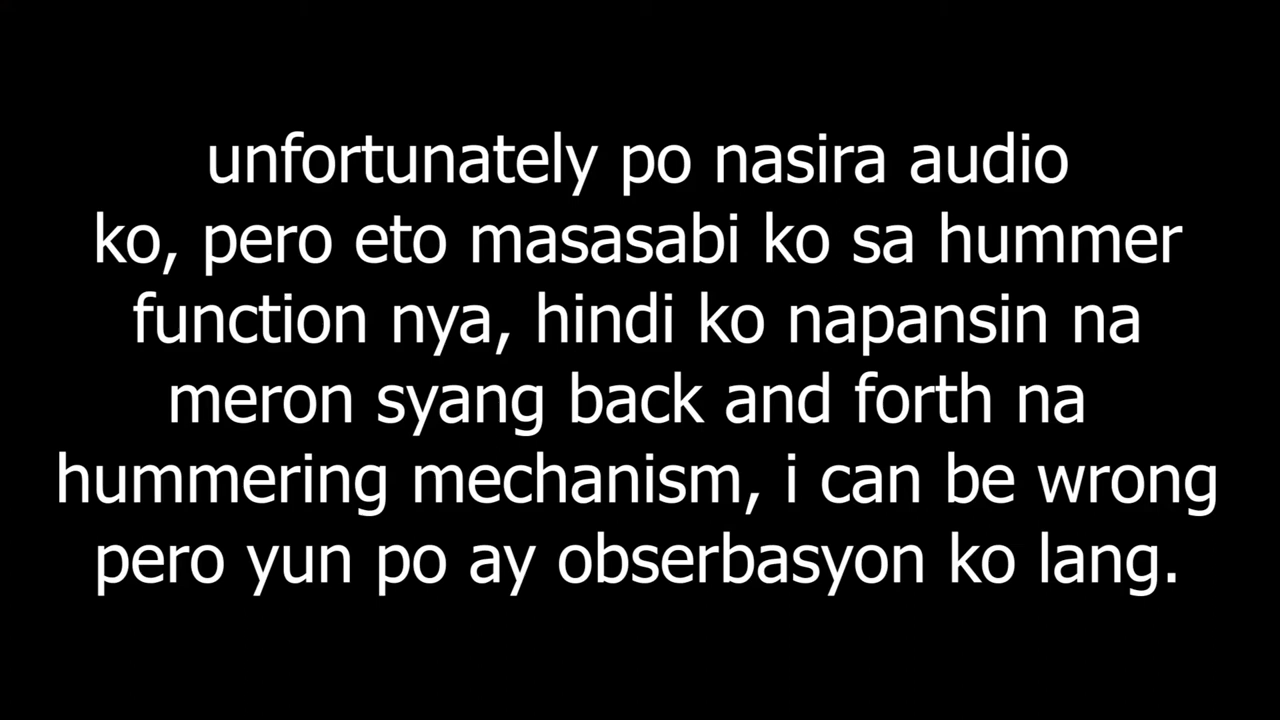 unfortunately po nasira audio
ko, pero eto masasabi ko sa hummer
function nya, hindi ko napansin na
meron syang back and forth na
hummering mechanism, i can be wrong
pero yun po ay obserbasyon ko lang.